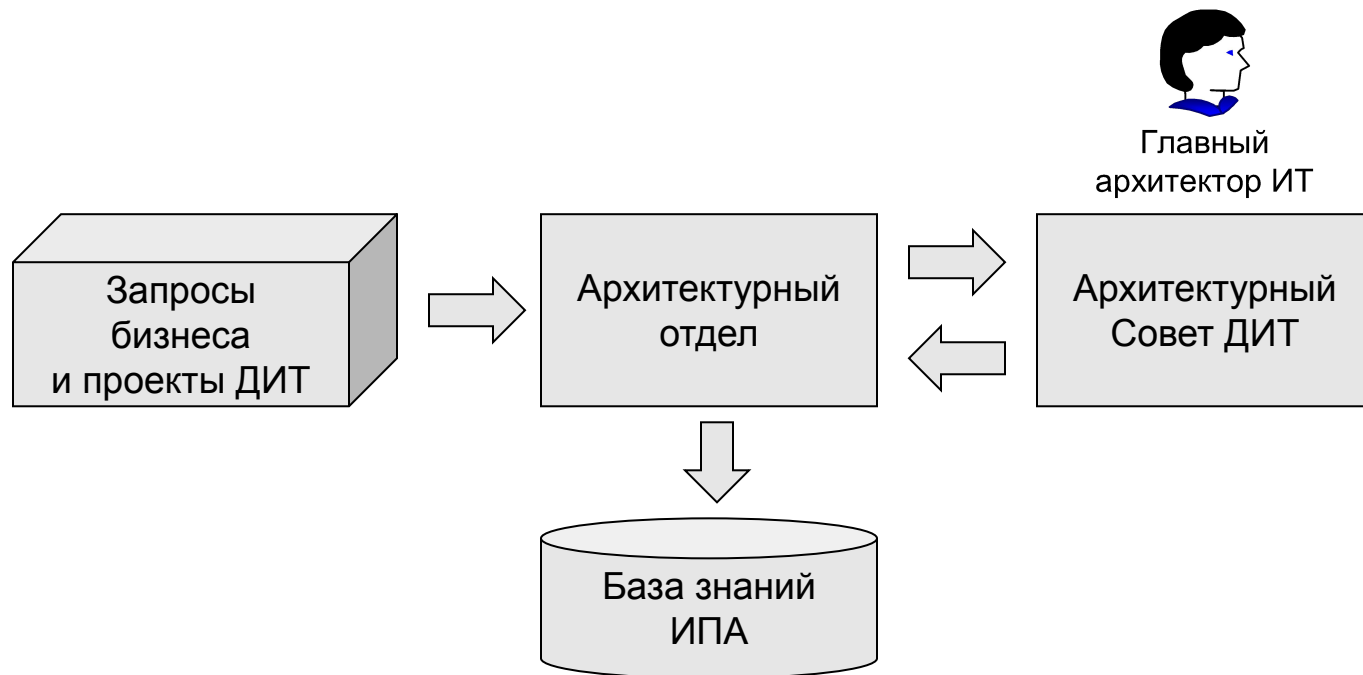 Главный
архитектор ИТ
Запросы
бизнеса
и проекты ДИТ
Архитектурный
отдел
Архитектурный
Совет ДИТ
База знаний
ИПА